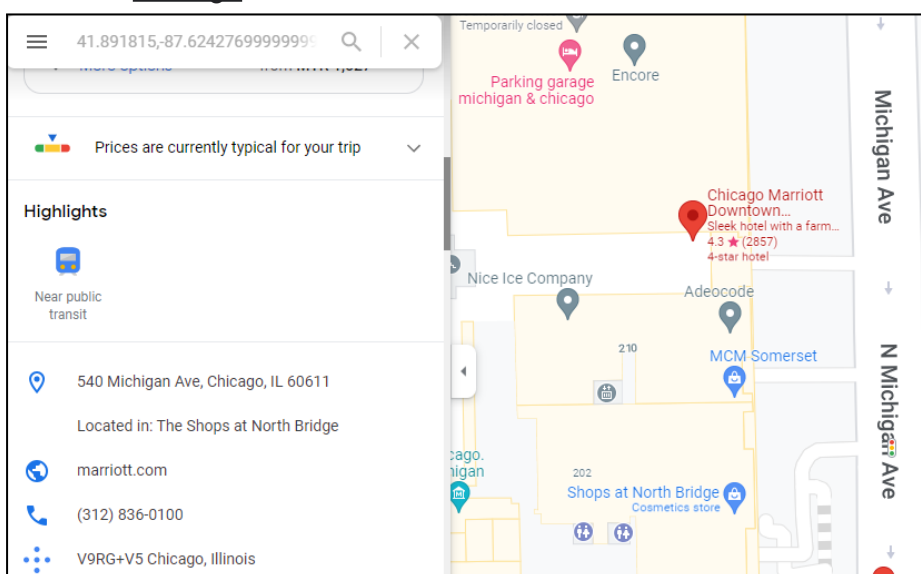 41.891815,-87.62427699999999
Prices are currently typical for your trip
Highlights
Near public
transit
540 Michigan Ave, Chicago, IL 60611
Located in: The Shops at North Bridge
marriott.com
(312) 836-0100
V9RG+V5 Chicago, Illinois
Temporarily closed
Parking garage
michigan & chicago
Encore
Michigan Ave
Chicago Marriott
Downtown...
Sleek hotel with a farm...
4.3 ★ (2857)
4-star hotel
Nice Ice Company
Adeocode
210
MCM Somerset
N Michigan Ave
202
Shops at North Bridge
Cosmetics store